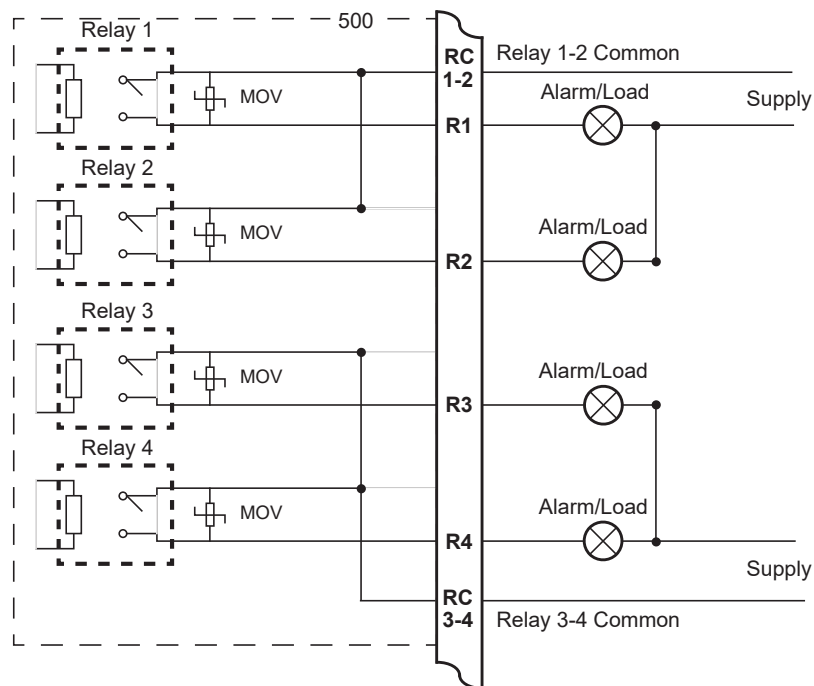 Relay 1
500
RC
1-2
Relay 1-2 Common
MOV
Alarm/Load
Supply
R1
Relay 2
MOV
Alarm/Load
R2
Relay 3
MOV
Alarm/Load
R3
Relay 4
MOV
Alarm/Load
R4
Supply
RC
3-4
Relay 3-4 Common